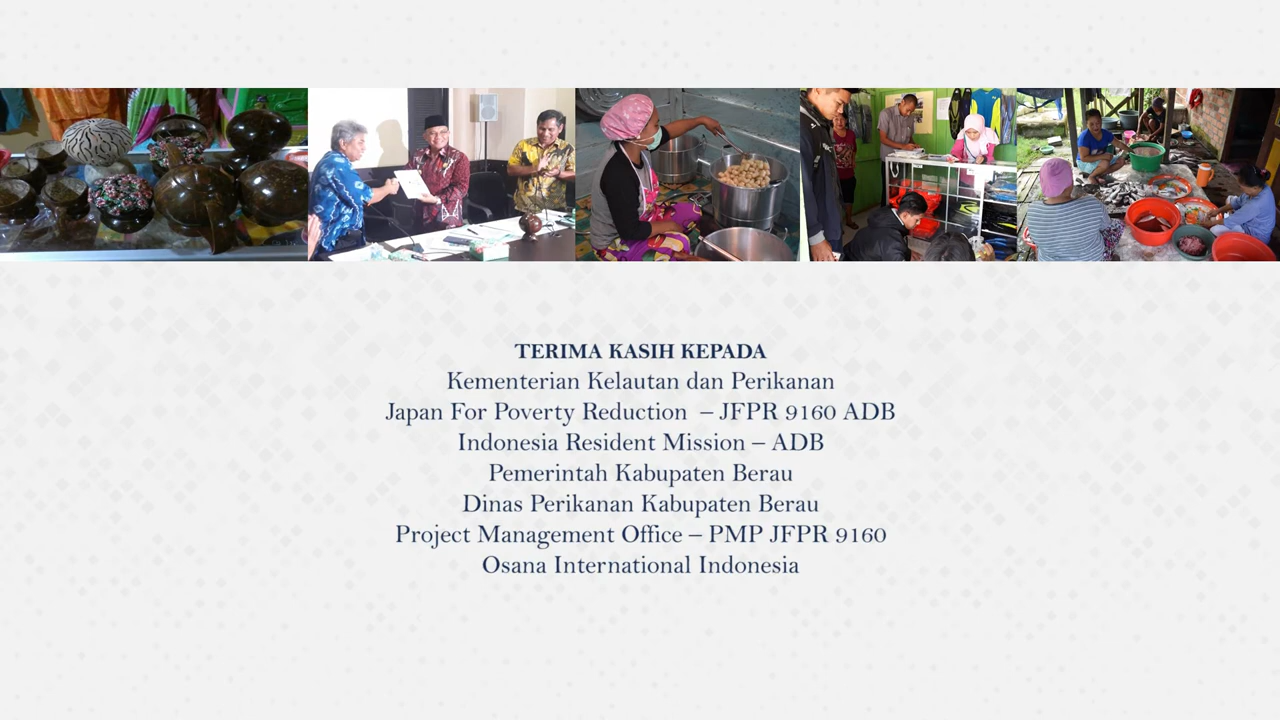 TERIMA KASIH KEPADA
Kementerian Kelautan dan Perikanan
Japan For Poverty Reduction – JFPR 9160 ADB
Indonesia Resident Mission – ADB
Pemerintah Kabupaten Berau
Dinas Perikanan Kabupaten Berau
Project Management Office – PMP JFPR 9160
Osana International Indonesia